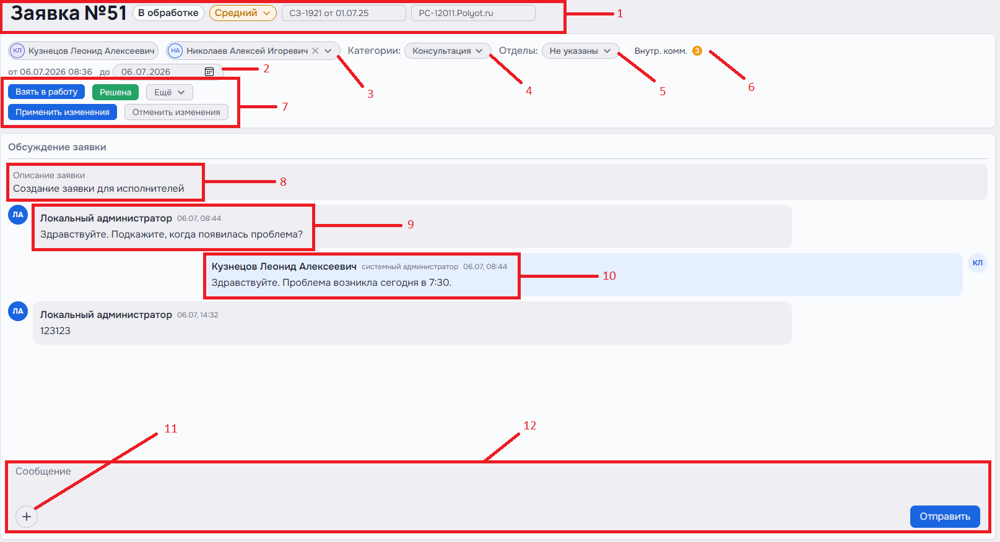 Заявка №51 В обработке Средний СЗ-1921 от 01.07.25 PC-12011.Polyot.ru 1
КЛ Кузнецов Леонид Алексеевич НА Николаев Алексей Игоревич Категории: Консультация Отделы: Не указаны Внутр. комм. 3
от 06.07.2026 08:36 до 06.07.2026 2
3 4 5 6
Взять в работу Решена Ещё
7
Применить изменения Отменить изменения
Обсуждение заявки
Описание заявки
Создание заявки для исполнителей
8
ЛА Локальный администратор 06.07, 08:44
Здравствуйте. Подкажите, когда появилась проблема?
9
Кузнецов Леонид Алексеевич системный администратор 06.07, 08:44 КЛ
Здравствуйте. Проблема возникла сегодня в 7:30.
10
ЛА Локальный администратор 06.07, 14:32
123123
11 12
Сообщение
Отправить